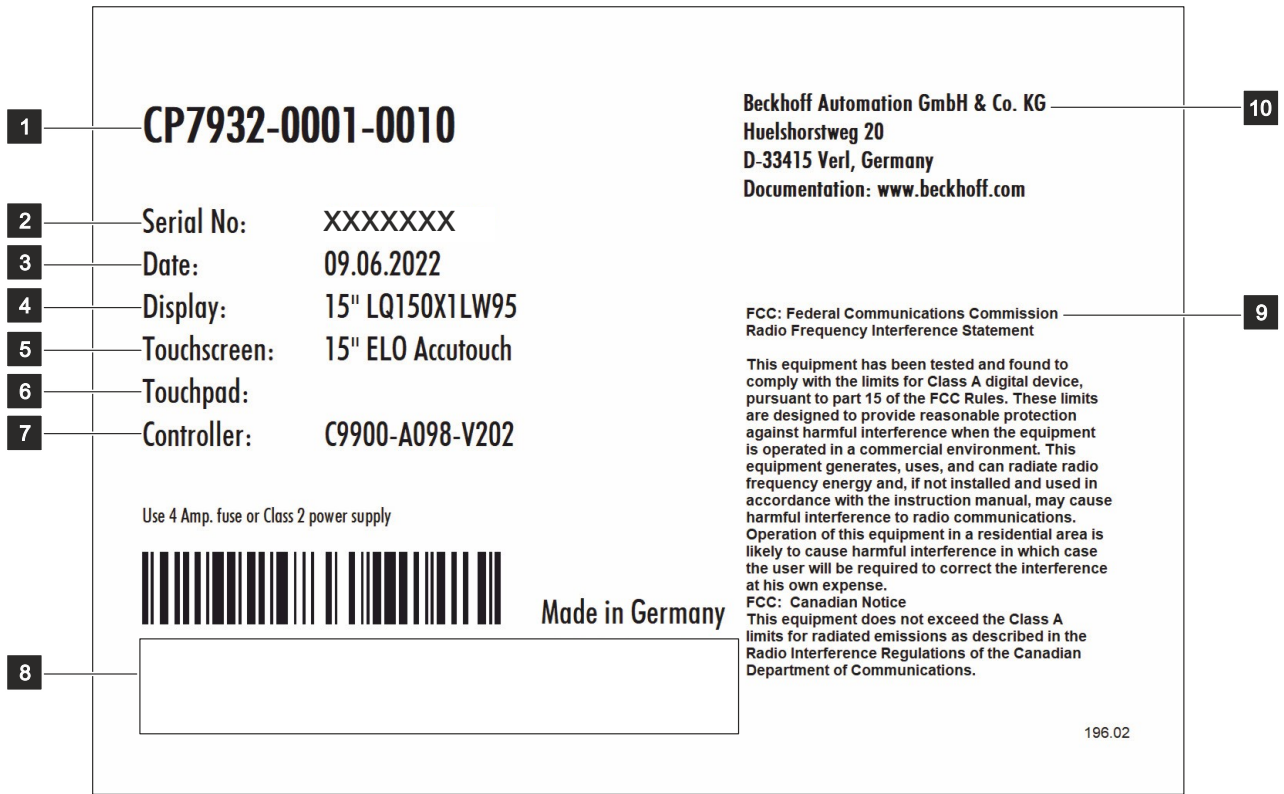 1
CP7932-0001-0010
2
Serial No: XXXXXXX
3
Date: 09.06.2022
4
Display: 15" LQ150X1LW95
5
Touchscreen: 15" ELO Accutouch
6
Touchpad:
7
Controller: C9900-A098-V202
Use 4 Amp. fuse or Class 2 power supply
Made in Germany
8
Beckhoff Automation GmbH & Co. KG
10
Huelshorstweg 20
D-33415 Verl, Germany
Documentation: www.beckhoff.com
FCC: Federal Communications Commission
9
Radio Frequency Interference Statement
This equipment has been tested and found to
comply with the limits for Class A digital device,
pursuant to part 15 of the FCC Rules. These limits
are designed to provide reasonable protection
against harmful interference when the equipment
is operated in a commercial environment. This
equipment generates, uses, and can radiate radio
frequency energy and, if not installed and used in
accordance with the instruction manual, may cause
harmful interference to radio communications.
Operation of this equipment in a residential area is
likely to cause harmful interference in which case
the user will be required to correct the interference
at his own expense.
FCC: Canadian Notice
This equipment does not exceed the Class A
limits for radiated emissions as described in the
Radio Interference Regulations of the Canadian
Department of Communications.
196.02